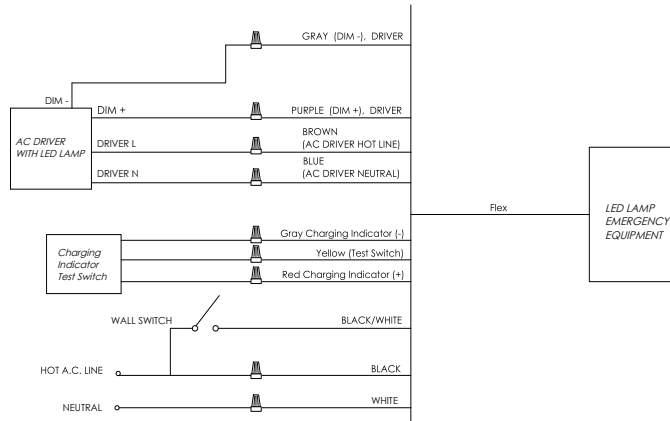 GRAY (DIM -), DRIVER
DIM -
DIM +
PURPLE (DIM +), DRIVER
AC DRIVER
WITH LED LAMP
DRIVER L
BROWN
(AC DRIVER HOT LINE)
DRIVER N
BLUE
(AC DRIVER NEUTRAL)
Flex
LED LAMP
EMERGENCY
EQUIPMENT
Charging
Indicator
Test Switch
Gray Charging Indicator (-)
Yellow (Test Switch)
Red Charging Indicator (+)
WALL SWITCH
BLACK/WHITE
HOT A.C. LINE
BLACK
NEUTRAL
WHITE